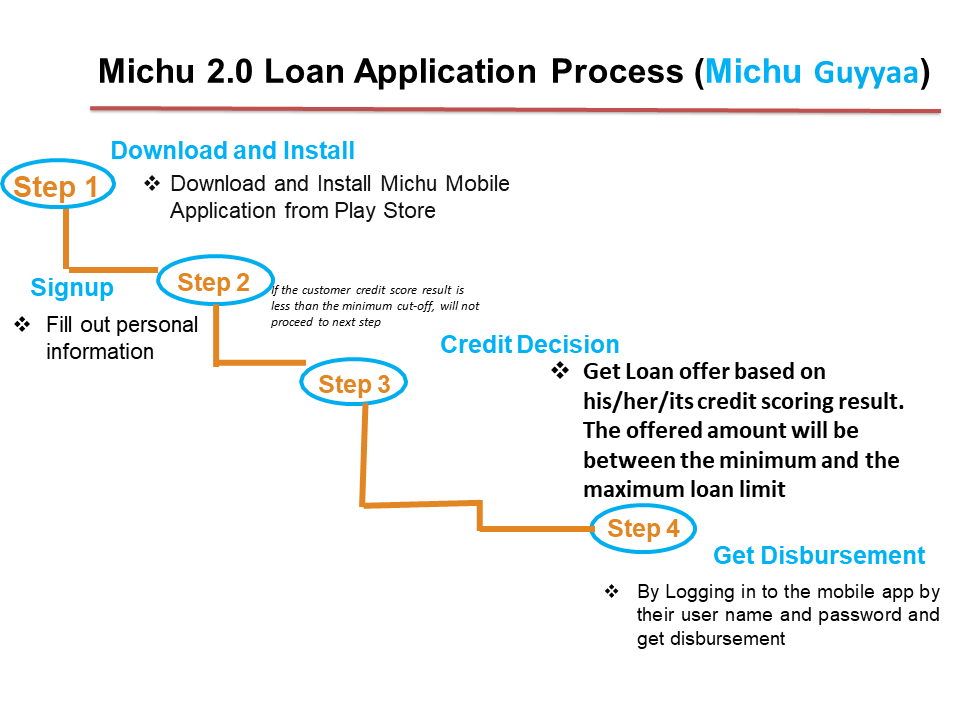 Michu 2.0 Loan Application Process (Michu Guyyaa)
Download and Install
Step 1
❖ Download and Install Michu Mobile
Application from Play Store
Step 2
If the customer credit score result is
less than the minimum cut-off, will not
proceed to next step
Signup
❖ Fill out personal
information
Step 3
Credit Decision
❖ Get Loan offer based on
his/her/its credit scoring result.
The offered amount will be
between the minimum and the
maximum loan limit
Step 4
Get Disbursement
❖ By Logging in to the mobile app by
their user name and password and
get disbursement